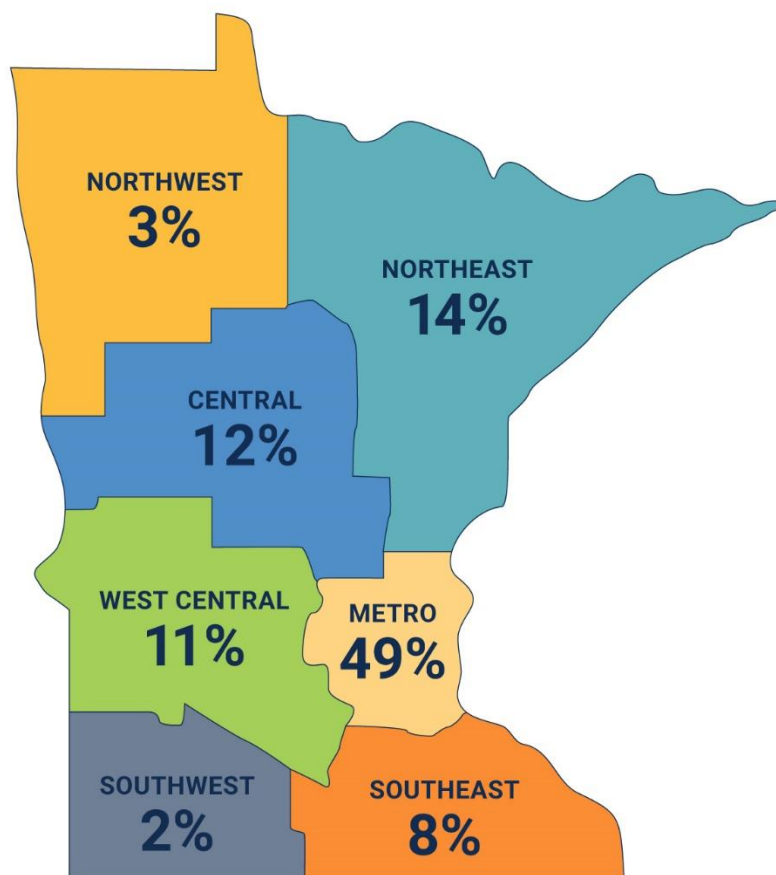 NORTHWEST
3%
NORTHEAST
14%
CENTRAL
12%
WEST CENTRAL
11%
METRO
49%
SOUTHWEST
2%
SOUTHEAST
8%